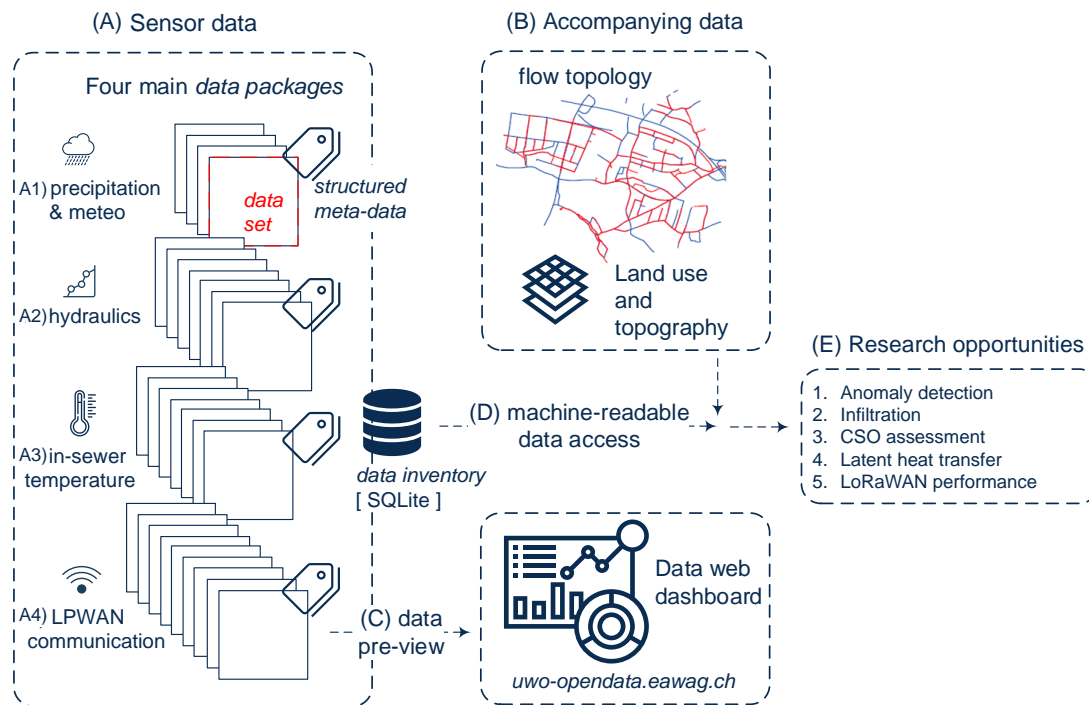 (A) Sensor data
Four main data packages
A1) precipitation
& meteo
data
set
structured
meta-data
A2) hydraulics
A3) in-sewer
temperature
A4) LPWAN
communication
data inventory
[ SQLite ]
(B) Accompanying data
flow topology
Land use
and
topography
(C) data
pre-view
Data web
dashboard
uwo-opendata.eawag.ch
(D) machine-readable
data access
(E) Research opportunities
1. Anomaly detection
2. Infiltration
3. CSO assessment
4. Latent heat transfer
5. LoRaWAN performance